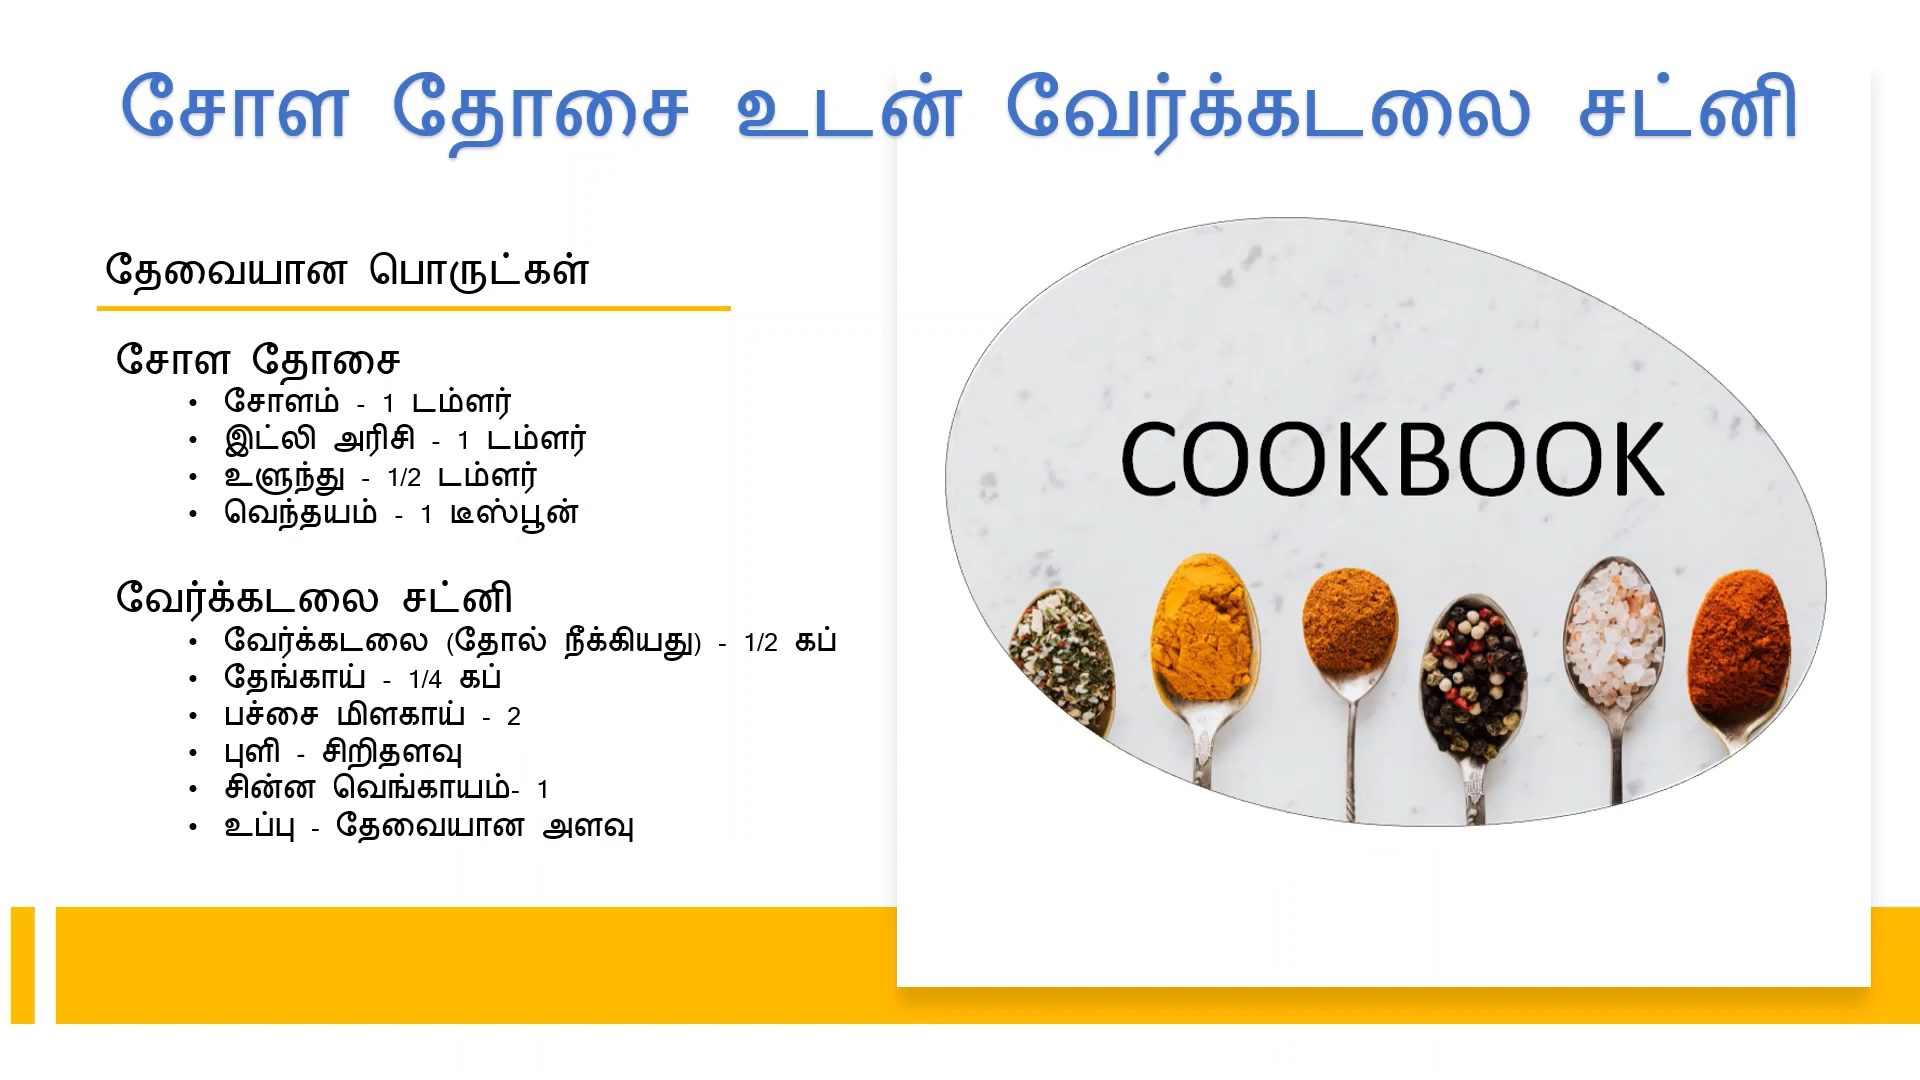 சோள தோசை உடன் வேர்க்கடலை சட்னி
தேவையான பொருட்கள்
சோள தோசை
• சோளம் - 1 டம்ளர்
• இட்லி அரிசி - 1 டம்ளர்
• உளுந்து - 1/2 டம்ளர்
• வெந்தயம் - 1 டீஸ்பூன்
வேர்க்கடலை சட்னி
• வேர்க்கடலை (தோல் நீக்கியது) - 1/2 கப்
• தேங்காய் - 1/4 கப்
• பச்சை மிளகாய் - 2
• புளி - சிறிதளவு
• சின்ன வெங்காயம்- 1
• உப்பு - தேவையான அளவு
COOKBOOK